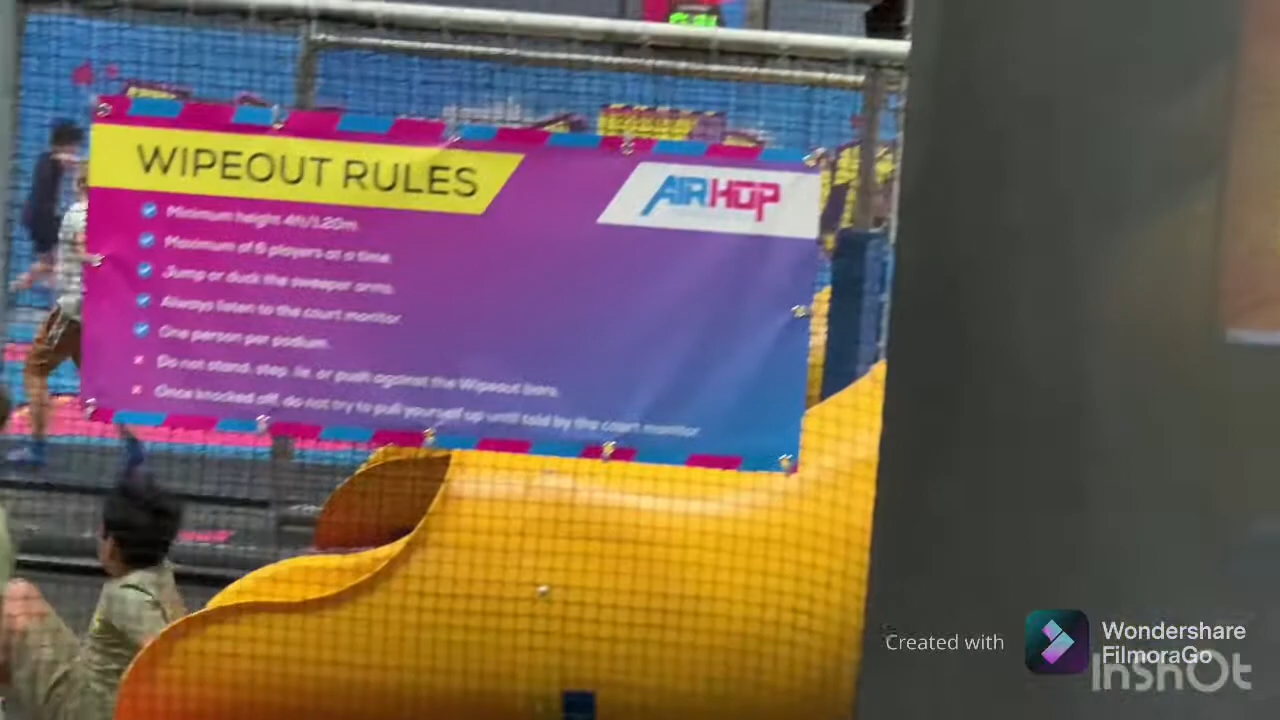 WIPEOUT RULES
AIRHOP
Minimum height 4ft/1.20m
Maximum of 6 players at a time.
Jump or duck the sweeper arms.
Always listen to the court monitor
One person per podium.
Do not stand, step, lie, or push against the Wipeout bars.
Once knocked off, do not try to pull yourself up until told by the court monitor
Created with
Wondershare
FilmoraGo
InShOt